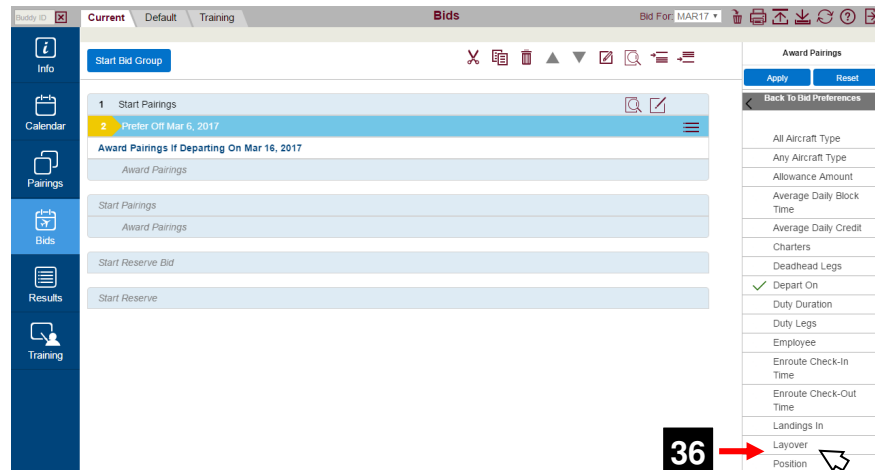 Buddy ID
Current Default Training
Bids
Bid For: MAR17
Info
Calendar
Pairings
Bids
Results
Training
Start Bid Group
1 Start Pairings
2 Prefer Off Mar 6, 2017
Award Pairings If Departing On Mar 16, 2017
Award Pairings
Start Pairings
Award Pairings
Start Reserve Bid
Start Reserve
Award Pairings
Apply Reset
Back To Bid Preferences
All Aircraft Type
Any Aircraft Type
Allowance Amount
Average Daily Block
Time
Average Daily Credit
Charters
Deadhead Legs
Depart On
Duty Duration
Duty Legs
Employee
Enroute Check-In
Time
Enroute Check-Out
Time
Landings In
Layover
Position
36